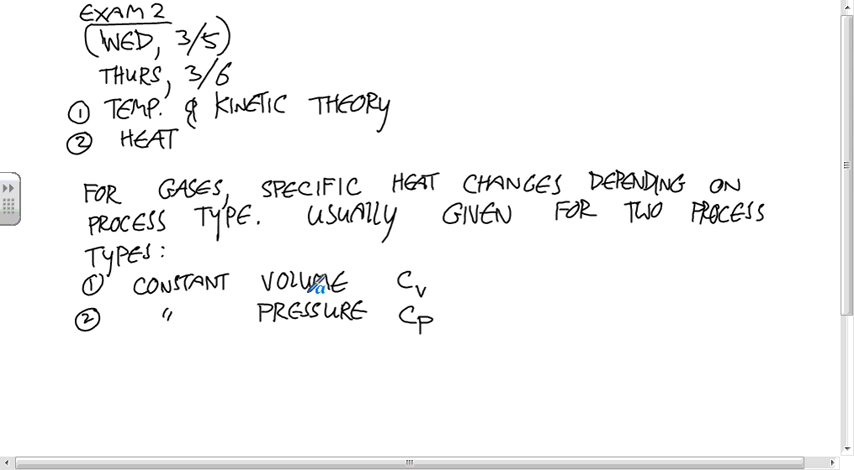 EXAM 2
(WED, 3/5)
THURS, 3/6
① TEMP. & KINETIC THEORY
② HEAT
FOR GASES, SPECIFIC HEAT CHANGES DEPENDING ON
PROCESS TYPE. USUALLY GIVEN FOR TWO PROCESS
TYPES:
① CONSTANT VOLUME Cv
② " PRESSURE Cp